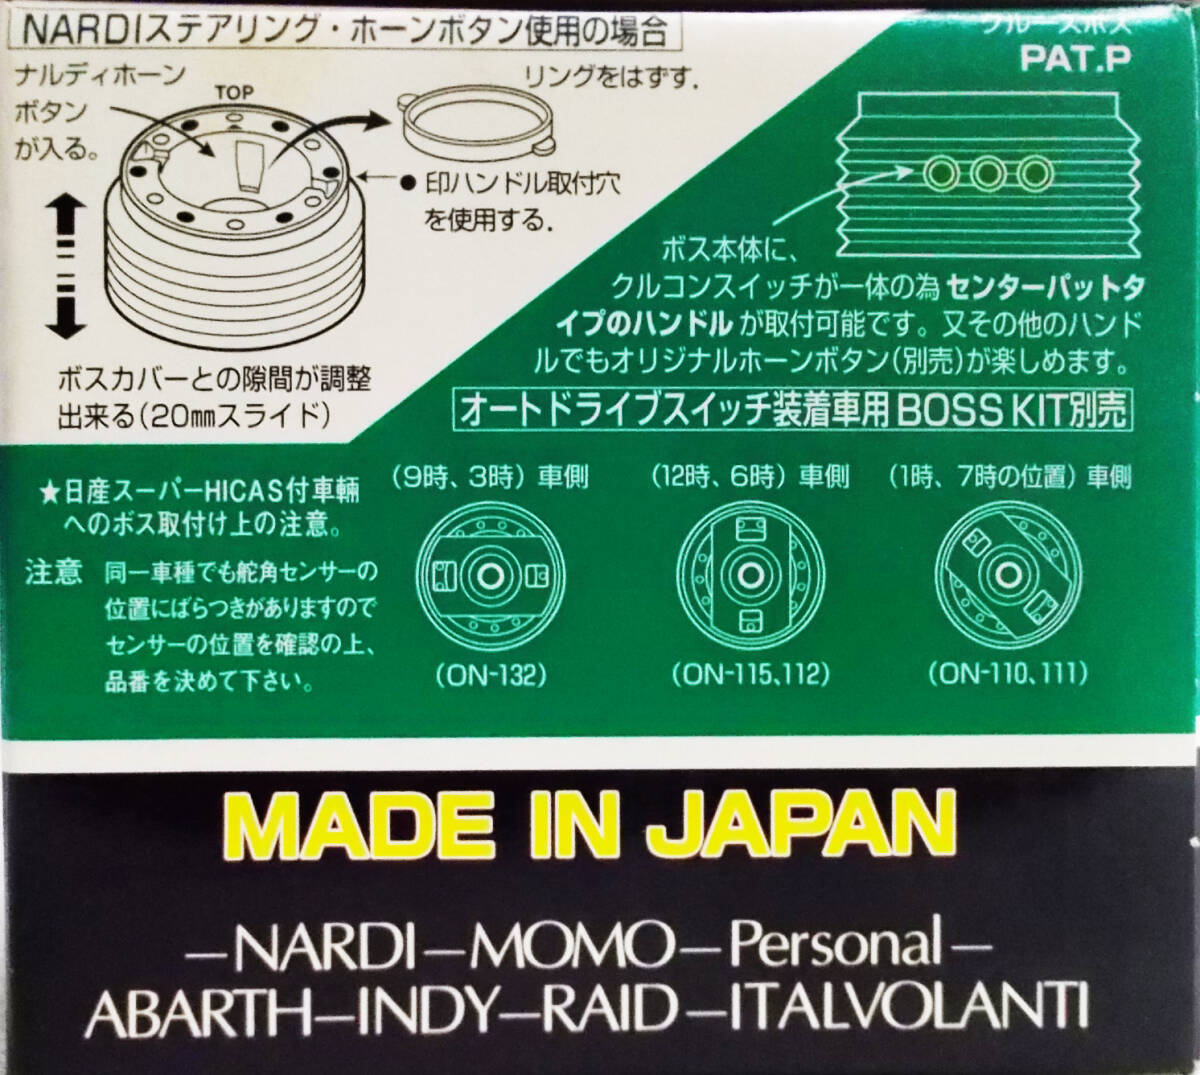 NARDIステアリング・ホーンボタン使用の場合
ナルディホーン
ボタン
が入る。
TOP
リングをはずす.
●印ハンドル取付穴
を使用する.
ボスカバーとの隙間が調整
出来る(20mmスライド)
クルーズボス
PAT.P
ボス本体に、
クルコンスイッチが一体の為センターパットタ
イプのハンドルが取付可能です。又その他のハンド
ルでもオリジナルホーンボタン(別売)が楽しめます。
オートドライブスイッチ装着車用BOSS KIT別売
★日産スーパーHICAS付車輛
へのボス取付け上の注意。
注意 同一車種でも舵角センサーの
位置にばらつきがありますので
センサーの位置を確認の上、
品番を決めて下さい。
(9時、3時)車側
(ON-132)
(12時、6時)車側
(ON-115、112)
(1時、7時の位置)車側
(ON-110、111)
MADE IN JAPAN
—NARDI—MOMO—Personal—
ABARTH—INDY—RAID—ITALVOLANTI